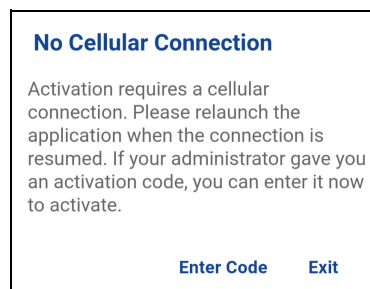 No Cellular Connection
Activation requires a cellular
connection. Please relaunch the
application when the connection is
resumed. If your administrator gave you
an activation code, you can enter it now
to activate.
Enter Code Exit